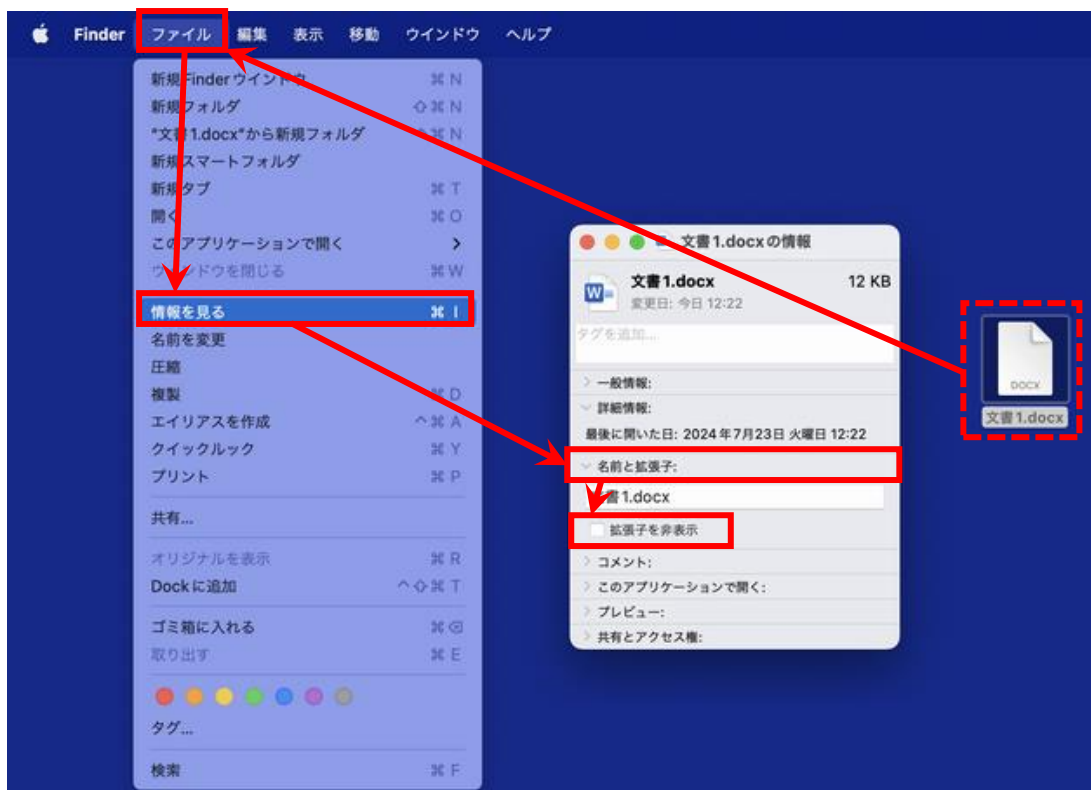 Finder ファイル 編集 表示 移動 ウインドウ ヘルプ
新規Finderウインドウ ⌘ N
新規フォルダ ⇧⌘ N
"文書1.docx"から新規フォルダ ⌘ N
新規スマートフォルダ
新規タブ ⌘ T
開く ⌘ O
このアプリケーションで開く >
ウインドウを閉じる ⌘ W
情報を見る ⌘ I
名前を変更
圧縮
複製 ⌘ D
エイリアスを作成 ^⌘ A
クイックルック ⌘ Y
プリント ⌘ P
共有...
オリジナルを表示 ⌘ R
Dockに追加 ^⇧⌘ T
ゴミ箱に入れる ⌘⌫
取り出す ⌘ E
タグ...
検索 ⌘ F
文書1.docxの情報
文書1.docx 12 KB
変更日: 今日 12:22
タグを追加...
> 一般情報:
詳細情報:
最後に開いた日: 2024年7月23日 火曜日 12:22
名前と拡張子:
文書1.docx
拡張子を非表示
> コメント:
> このアプリケーションで開く:
> プレビュー:
> 共有とアクセス権:
DOCX
文書1.docx